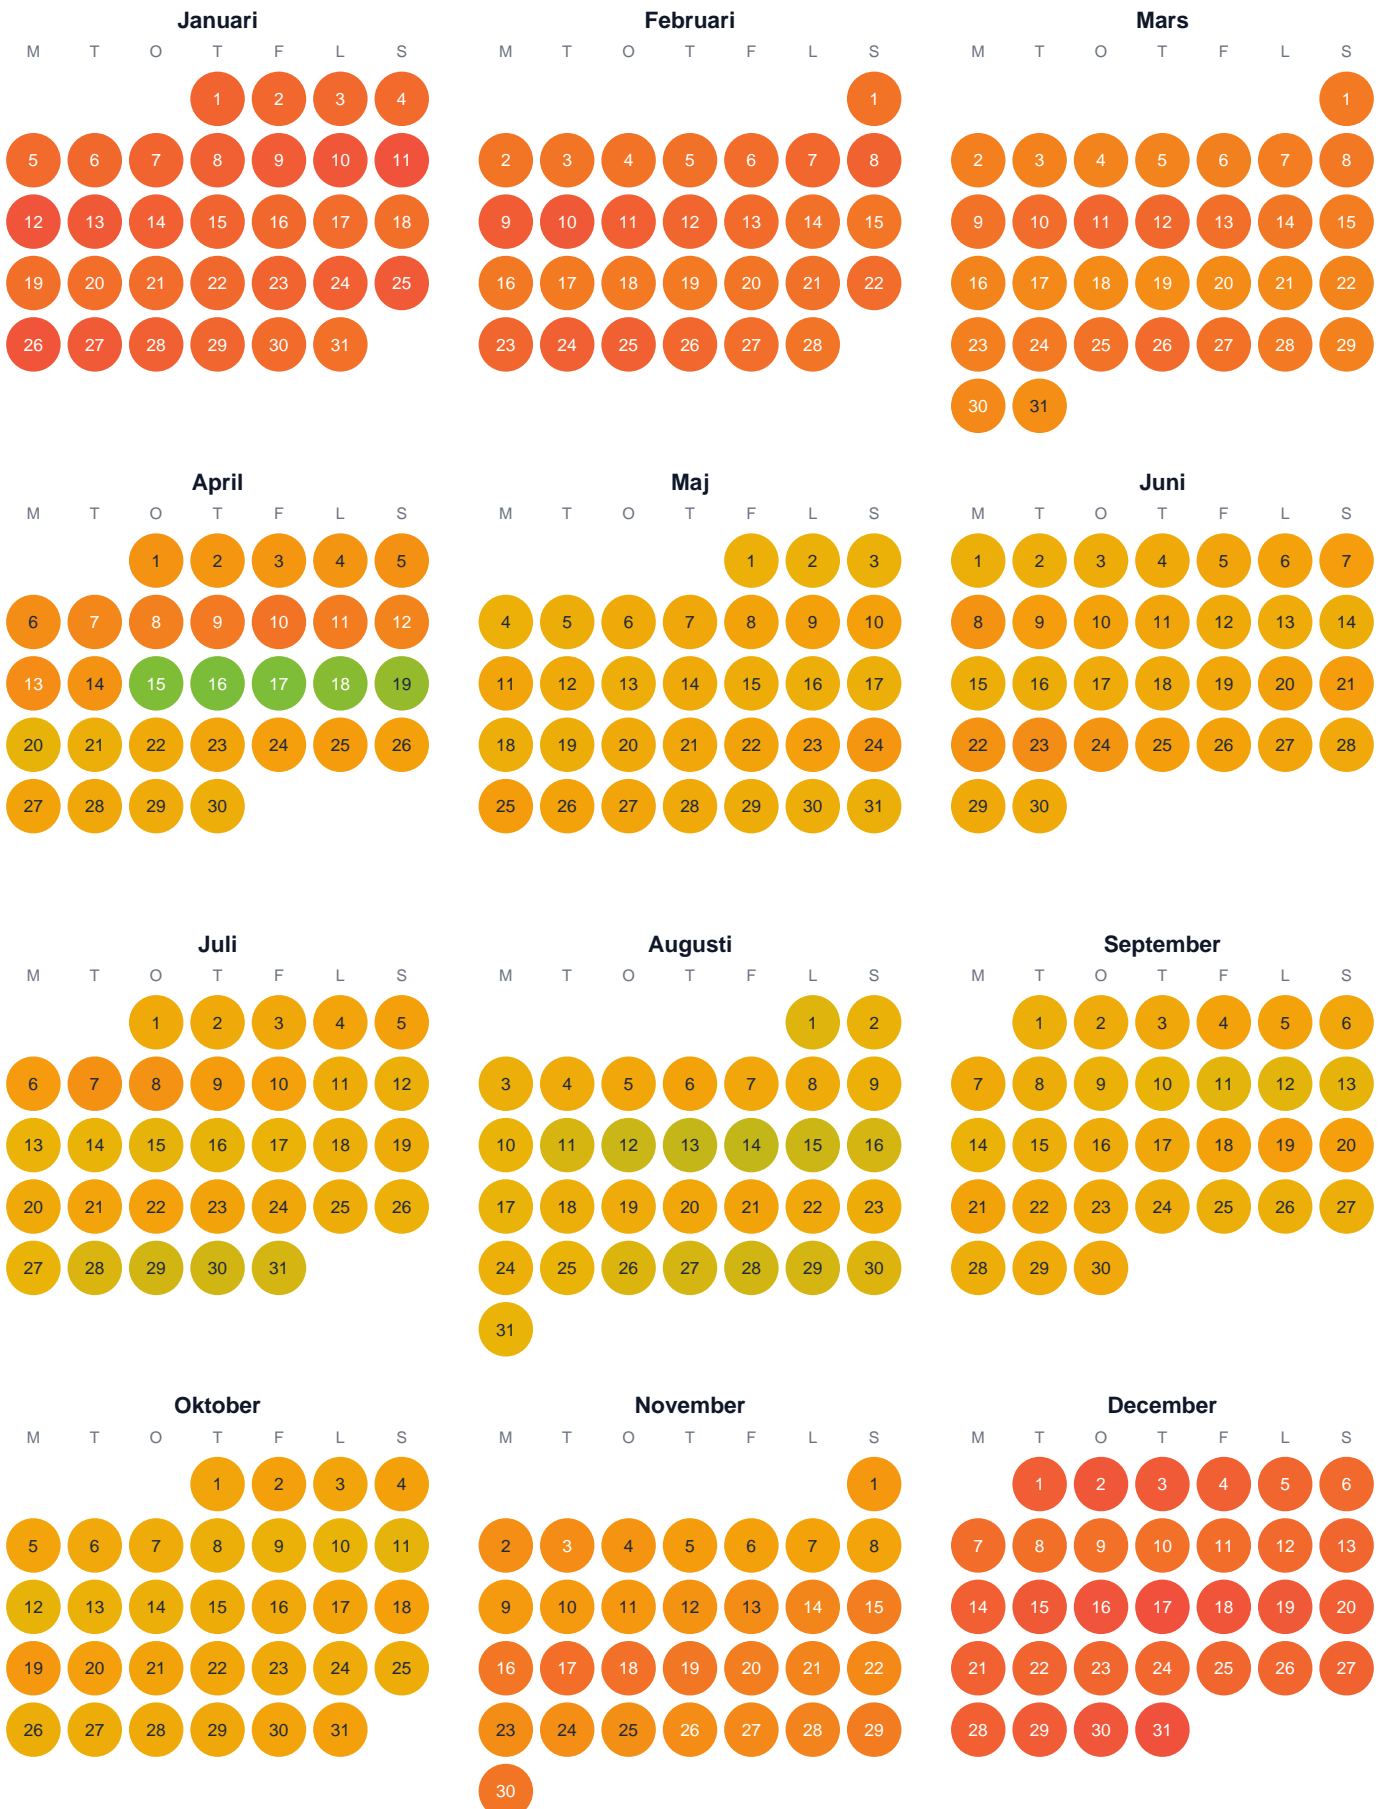 Januari Februari Mars
M T O T F L S M T O T F L S M T O T F L S
1 2 3 4 1 1
5 6 7 8 9 10 11 2 3 4 5 6 7 8 2 3 4 5 6 7 8
12 13 14 15 16 17 18 9 10 11 12 13 14 15 9 10 11 12 13 14 15
19 20 21 22 23 24 25 16 17 18 19 20 21 22 16 17 18 19 20 21 22
26 27 28 29 30 31 23 24 25 26 27 28 23 24 25 26 27 28 29
30 31
April Maj Juni
M T O T F L S M T O T F L S M T O T F L S
1 2 3 4 5 1 2 3 1 2 3 4 5 6 7
6 7 8 9 10 11 12 4 5 6 7 8 9 10 8 9 10 11 12 13 14
13 14 15 16 17 18 19 11 12 13 14 15 16 17 15 16 17 18 19 20 21
20 21 22 23 24 25 26 18 19 20 21 22 23 24 22 23 24 25 26 27 28
27 28 29 30 25 26 27 28 29 30 31 29 30
Juli Augusti September
M T O T F L S M T O T F L S M T O T F L S
1 2 3 4 5 1 2 1 2 3 4 5 6
6 7 8 9 10 11 12 3 4 5 6 7 8 9 7 8 9 10 11 12 13
13 14 15 16 17 18 19 10 11 12 13 14 15 16 14 15 16 17 18 19 20
20 21 22 23 24 25 26 17 18 19 20 21 22 23 21 22 23 24 25 26 27
27 28 29 30 31 24 25 26 27 28 29 30 28 29 30
31
Oktober November December
M T O T F L S M T O T F L S M T O T F L S
1 2 3 4 1 1 2 3 4 5 6
5 6 7 8 9 10 11 2 3 4 5 6 7 8 7 8 9 10 11 12 13
12 13 14 15 16 17 18 9 10 11 12 13 14 15 14 15 16 17 18 19 20
19 20 21 22 23 24 25 16 17 18 19 20 21 22 21 22 23 24 25 26 27
26 27 28 29 30 31 23 24 25 26 27 28 29 28 29 30 31
30